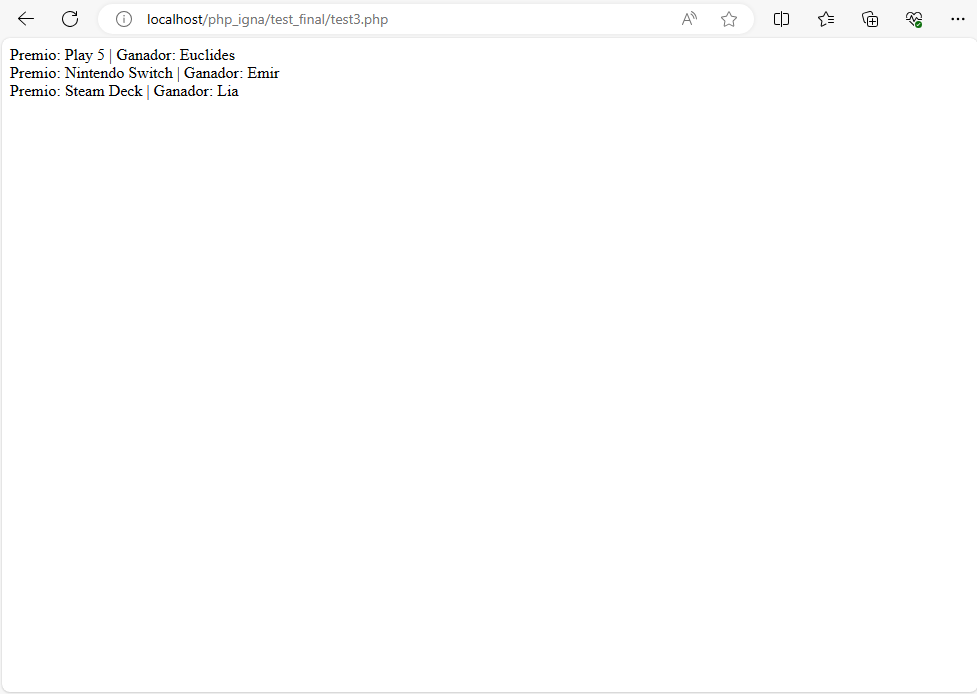 localhost/php_igna/test_final/test3.php
Premio: Play 5 | Ganador: Euclides
Premio: Nintendo Switch | Ganador: Emir
Premio: Steam Deck | Ganador: Lia